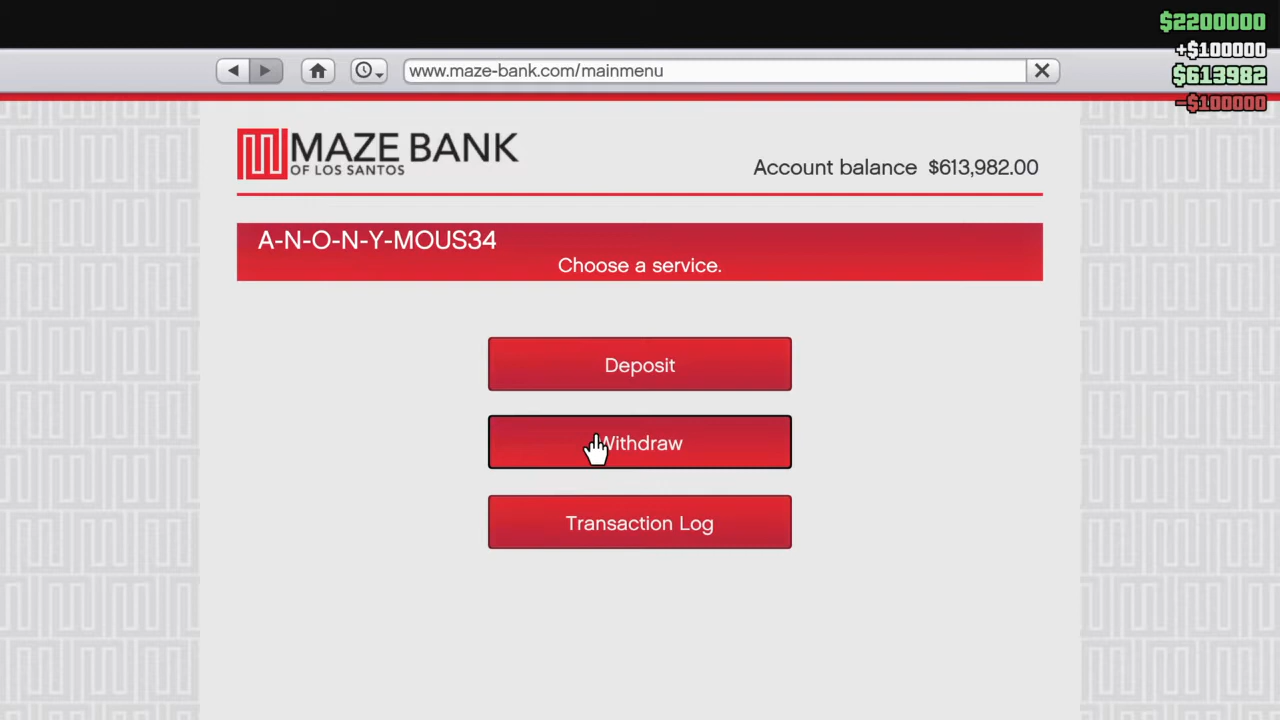 $2200000
+$100000
$613982
-$100000
www.maze-bank.com/mainmenu
MAZE BANK
OF LOS SANTOS
Account balance $613,982.00
A-N-O-N-Y-MOUS34
Choose a service.
Deposit
Withdraw
Transaction Log